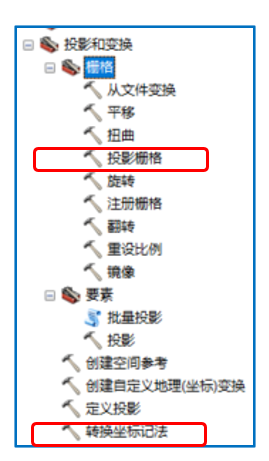 投影和变换
栅格
从文件变换
平移
扭曲
投影栅格
旋转
注册栅格
翻转
重设比例
镜像
要素
批量投影
投影
创建空间参考
创建自定义地理(坐标)变换
定义投影
转换坐标记法